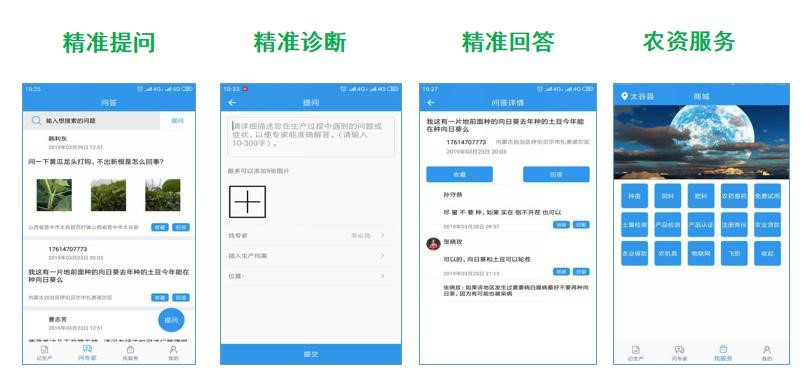 精准提问
精准诊断
精准回答
农资服务
19:25
4G 4G
问答
输入想搜索的问题
提问
韩利东
2019年03月29日 12:51
问一下黄瓜龙头打钩，不出新根是怎么回事?
收藏
回答
17614707773
2019年03月23日 20:03
我这有一片地前面种的向日葵去年种的土豆今年能
在种向日葵么
内蒙古自治区呼伦贝尔市扎赉诺尔区
收藏
回答
曹志芳
2019年03月23日 12:51
提问
记生产
问专家
找服务
我的
19:33
4G 4G
提问
请详细描述您在生产过程中遇到的问题或
症状，以便专家能准确解答。（请输入
10-300字）。
最多可以添加9张图片
找专家
非必选
插入生产档案
位置：
提交
19:27
4G 4G
问答详情
我这有一片地前面种的向日葵去年种的土豆今年能
在种向日葵么
17614707773 内蒙古自治区呼伦贝尔市扎赉诺尔区
2019年03月23日 20:03
收藏
回答
孙守恭
尽 量 不 要 种，如果 实在 倒不开茬 也可以
2019年03月28日 09:57
回答
张晓玫
可以的，向日葵和土豆可以轮茬
2019年03月23日 21:13
回答
张晓玫：如果该地区发生过黄萎病白腐病最好不要再种向
日葵，因为有可能也被染病
太谷县
商城
种苗
饲料
肥料
农药兽药
免费试用
土壤检测
产品检测
产品认证
注册商标
农业贷款
农业保险
农机具
物联网
飞防
收起
记生产
问专家
找服务
我的